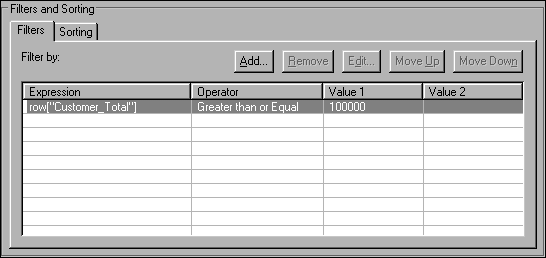 Filters and Sorting
Filters Sorting
Filter by: Add... Remove Edit... Move Up Move Down
Expression Operator Value 1 Value 2
row["Customer_Total"] Greater than or Equal 100000